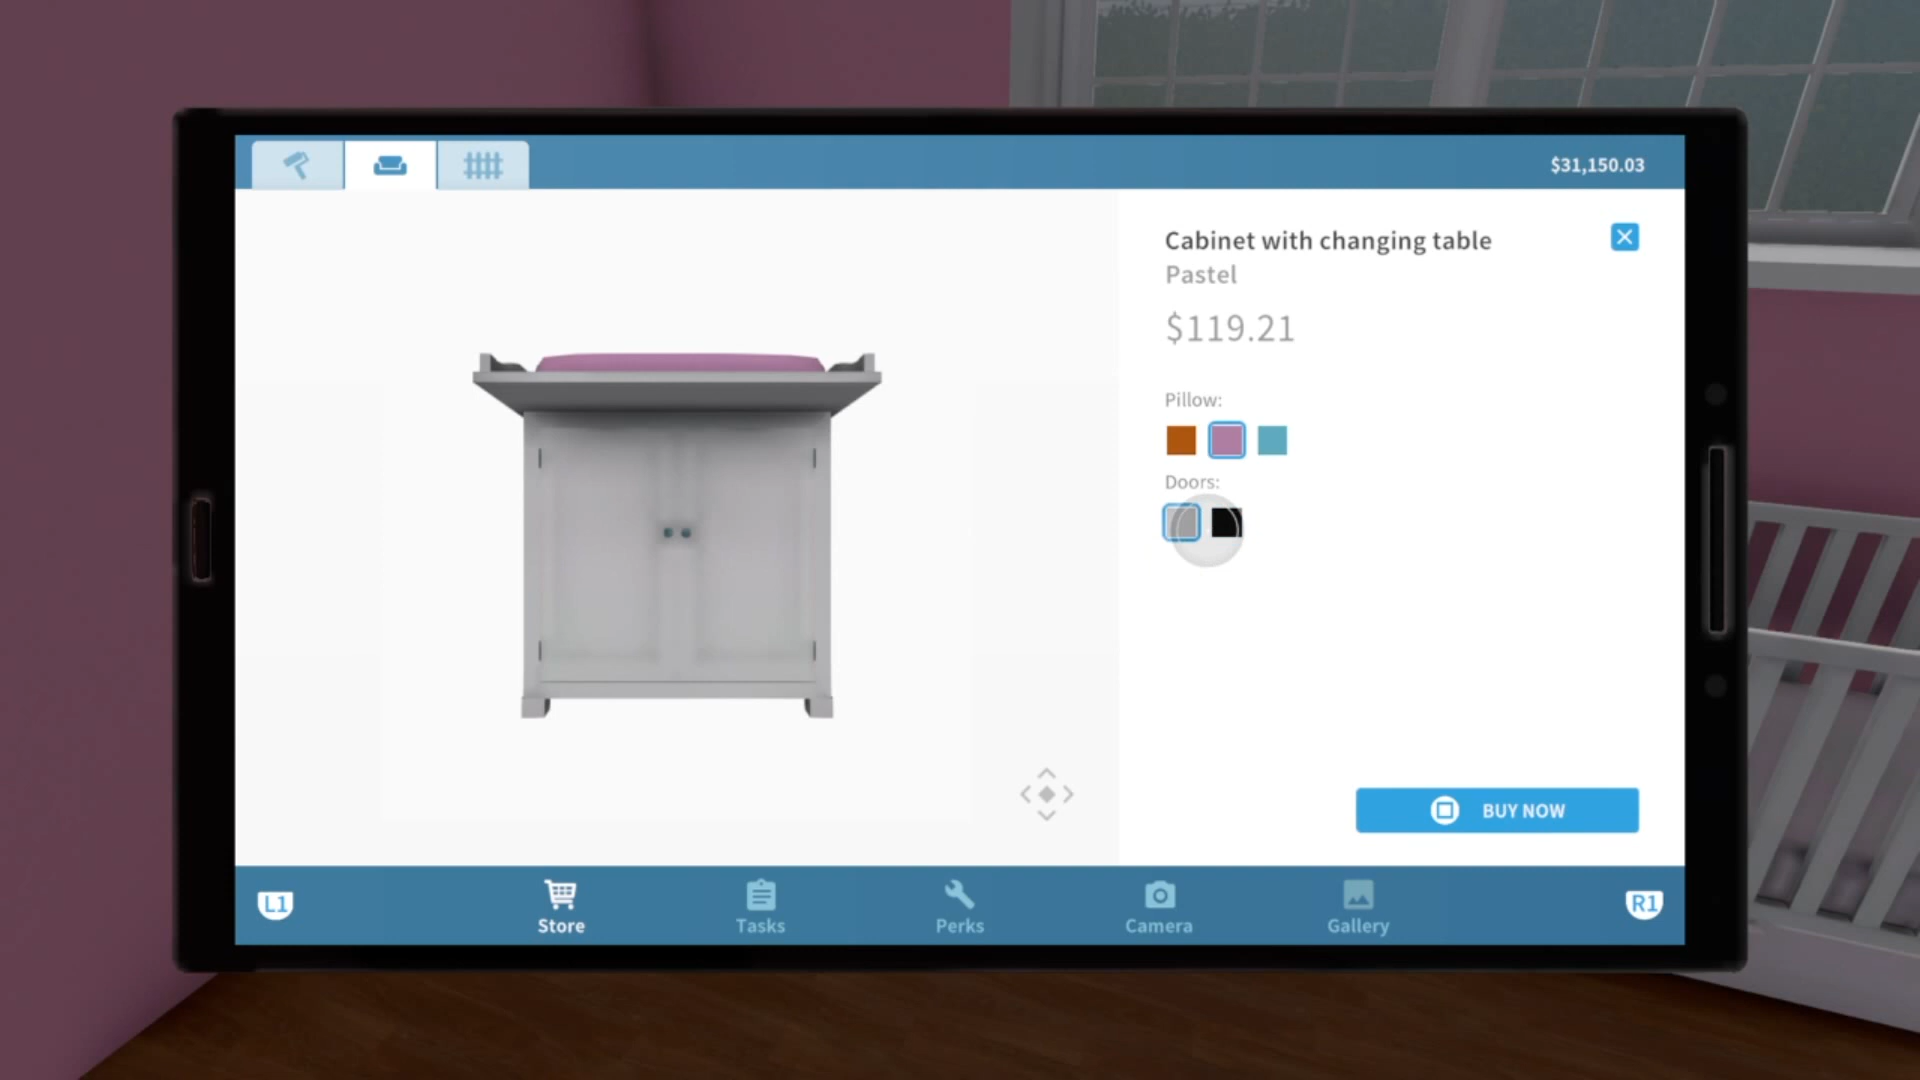 $31,150.03
Cabinet with changing table
Pastel
$119.21
Pillow:
Doors:
BUY NOW
L1
Store
Tasks
Perks
Camera
Gallery
R1